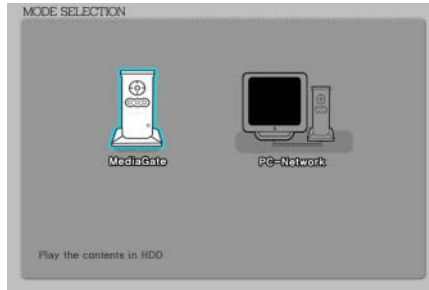 MODE SELECTION
MediaGate
PC-Network
Play the contents in HDD